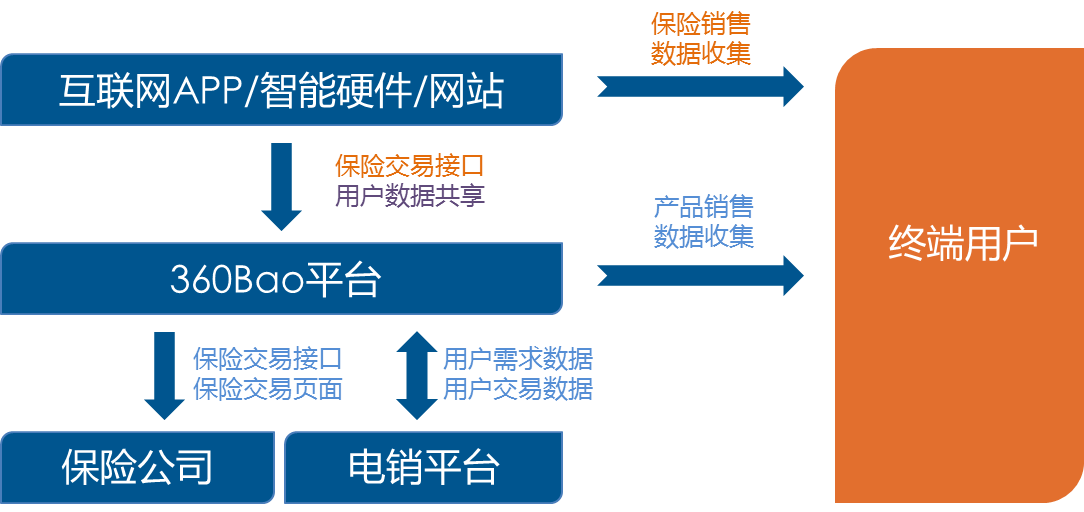 保险销售
数据收集
互联网APP/智能硬件/网站
保险交易接口
用户数据共享
产品销售
数据收集
终端用户
360Bao平台
保险交易接口
保险交易页面
用户需求数据
用户交易数据
保险公司
电销平台